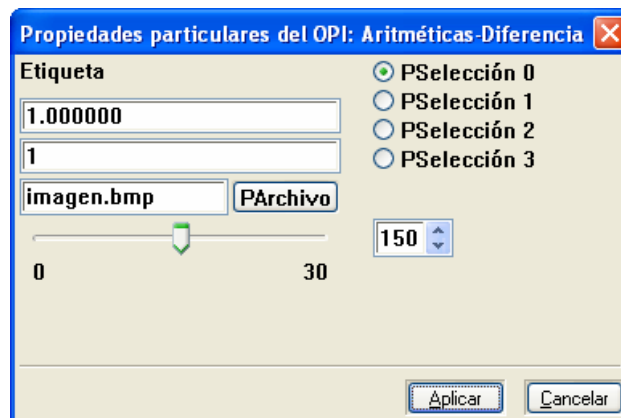 Propiedades particulares del OPI: Aritméticas-Diferencia
Etiqueta
PSelección 0
PSelección 1
1.000000
PSelección 2
1
PSelección 3
imagen.bmp PArchivo
150
0 30
Aplicar Cancelar